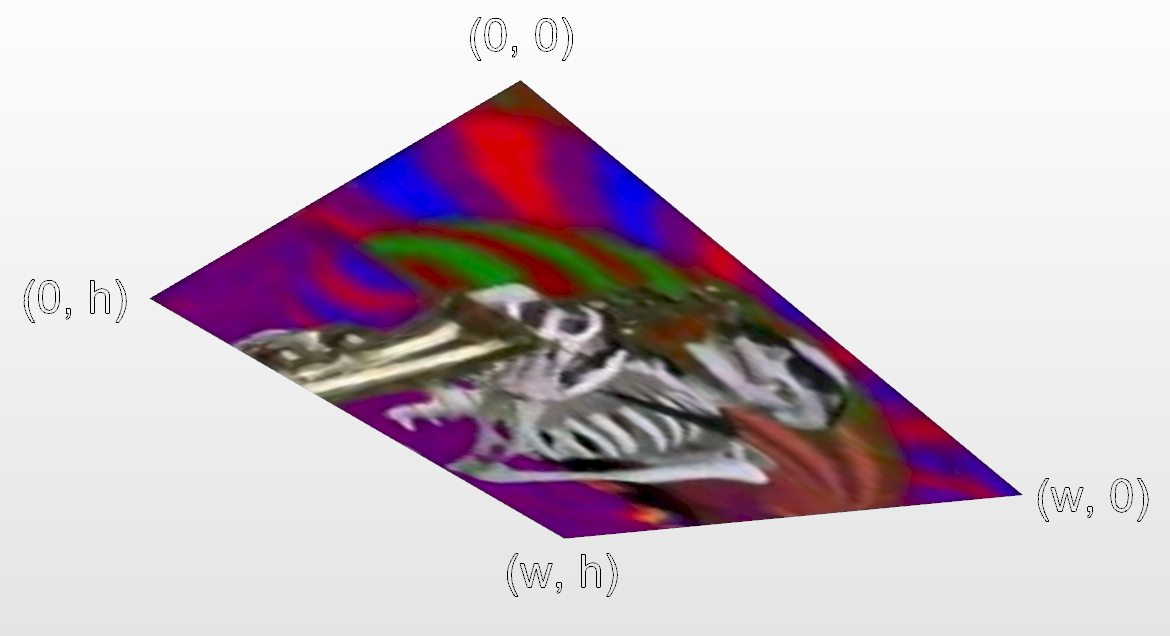 (0, 0)
(0, h)
(w, 0)
(w, h)